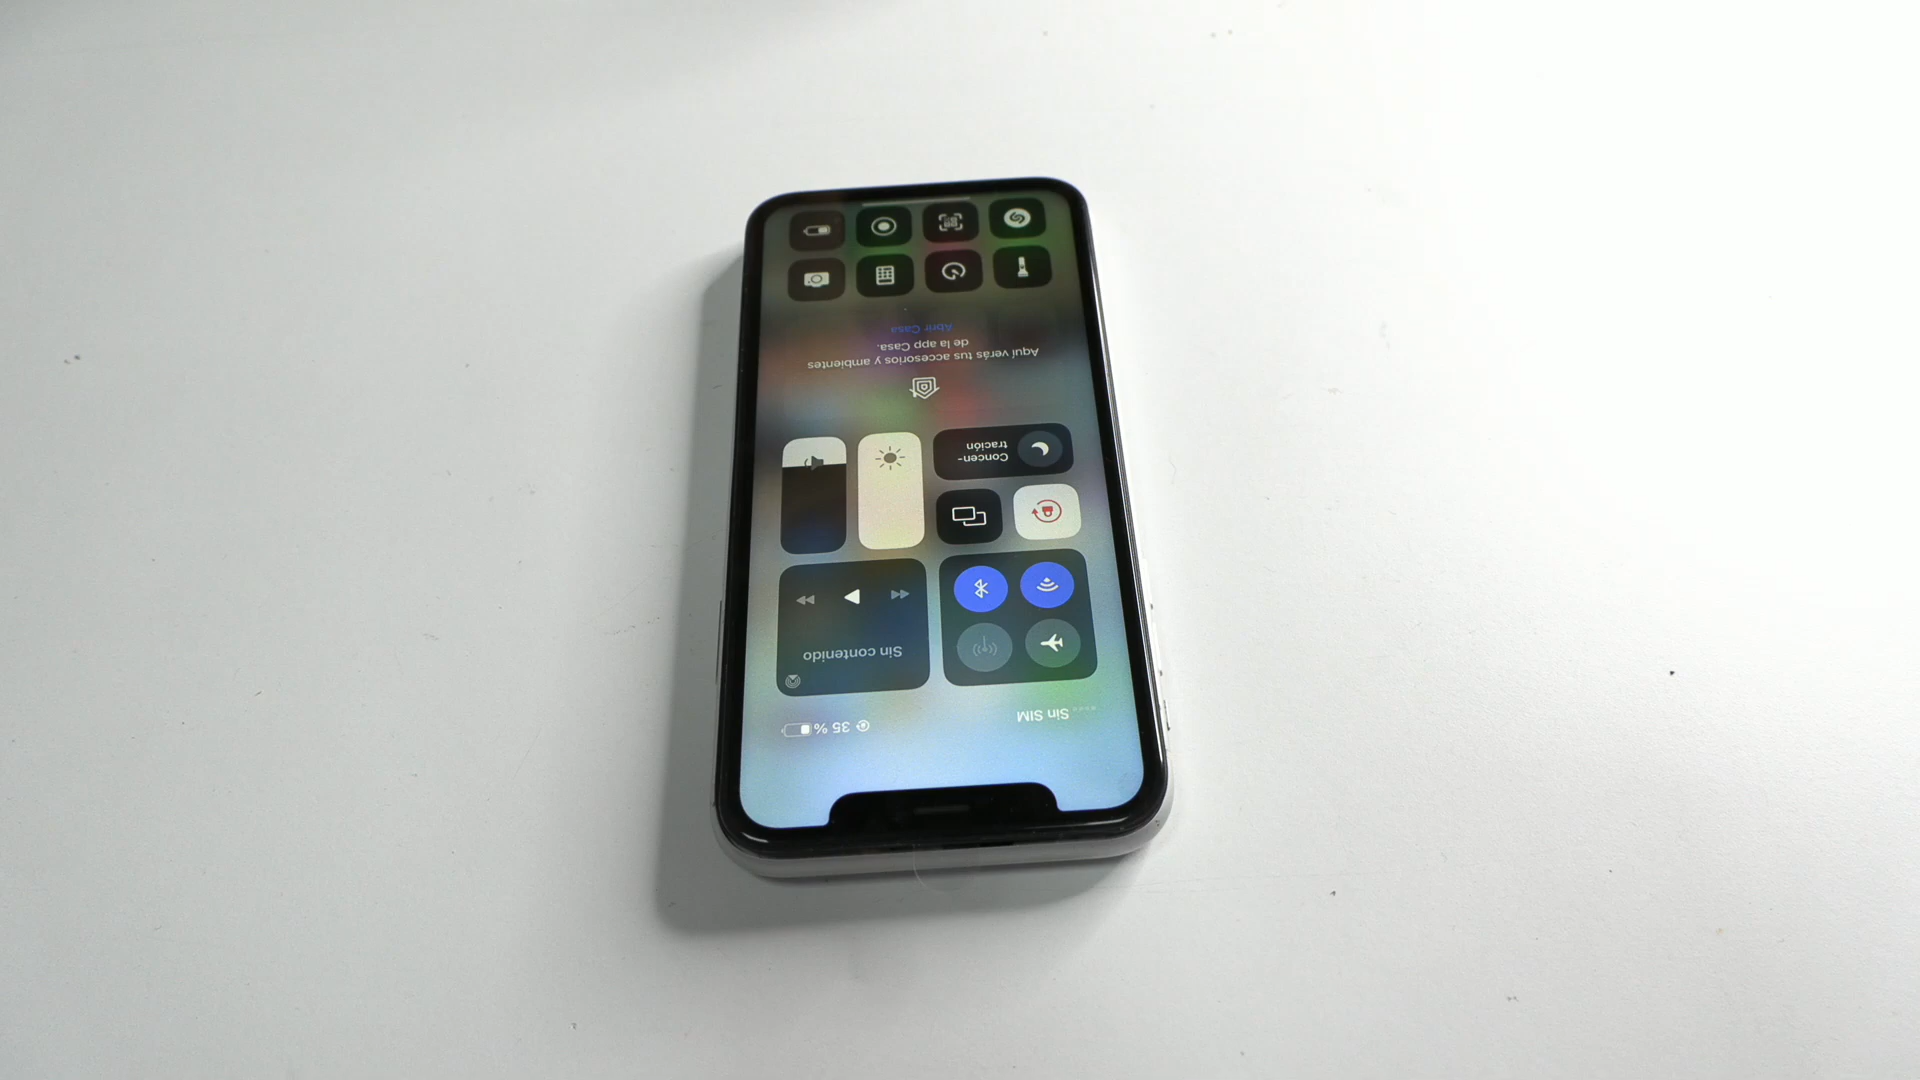 Sin SIM
35 %
Sin contenido
Concen-
tración
Aquí verás tus accesorios y ambientes
de la app Casa.
Abrir Casa